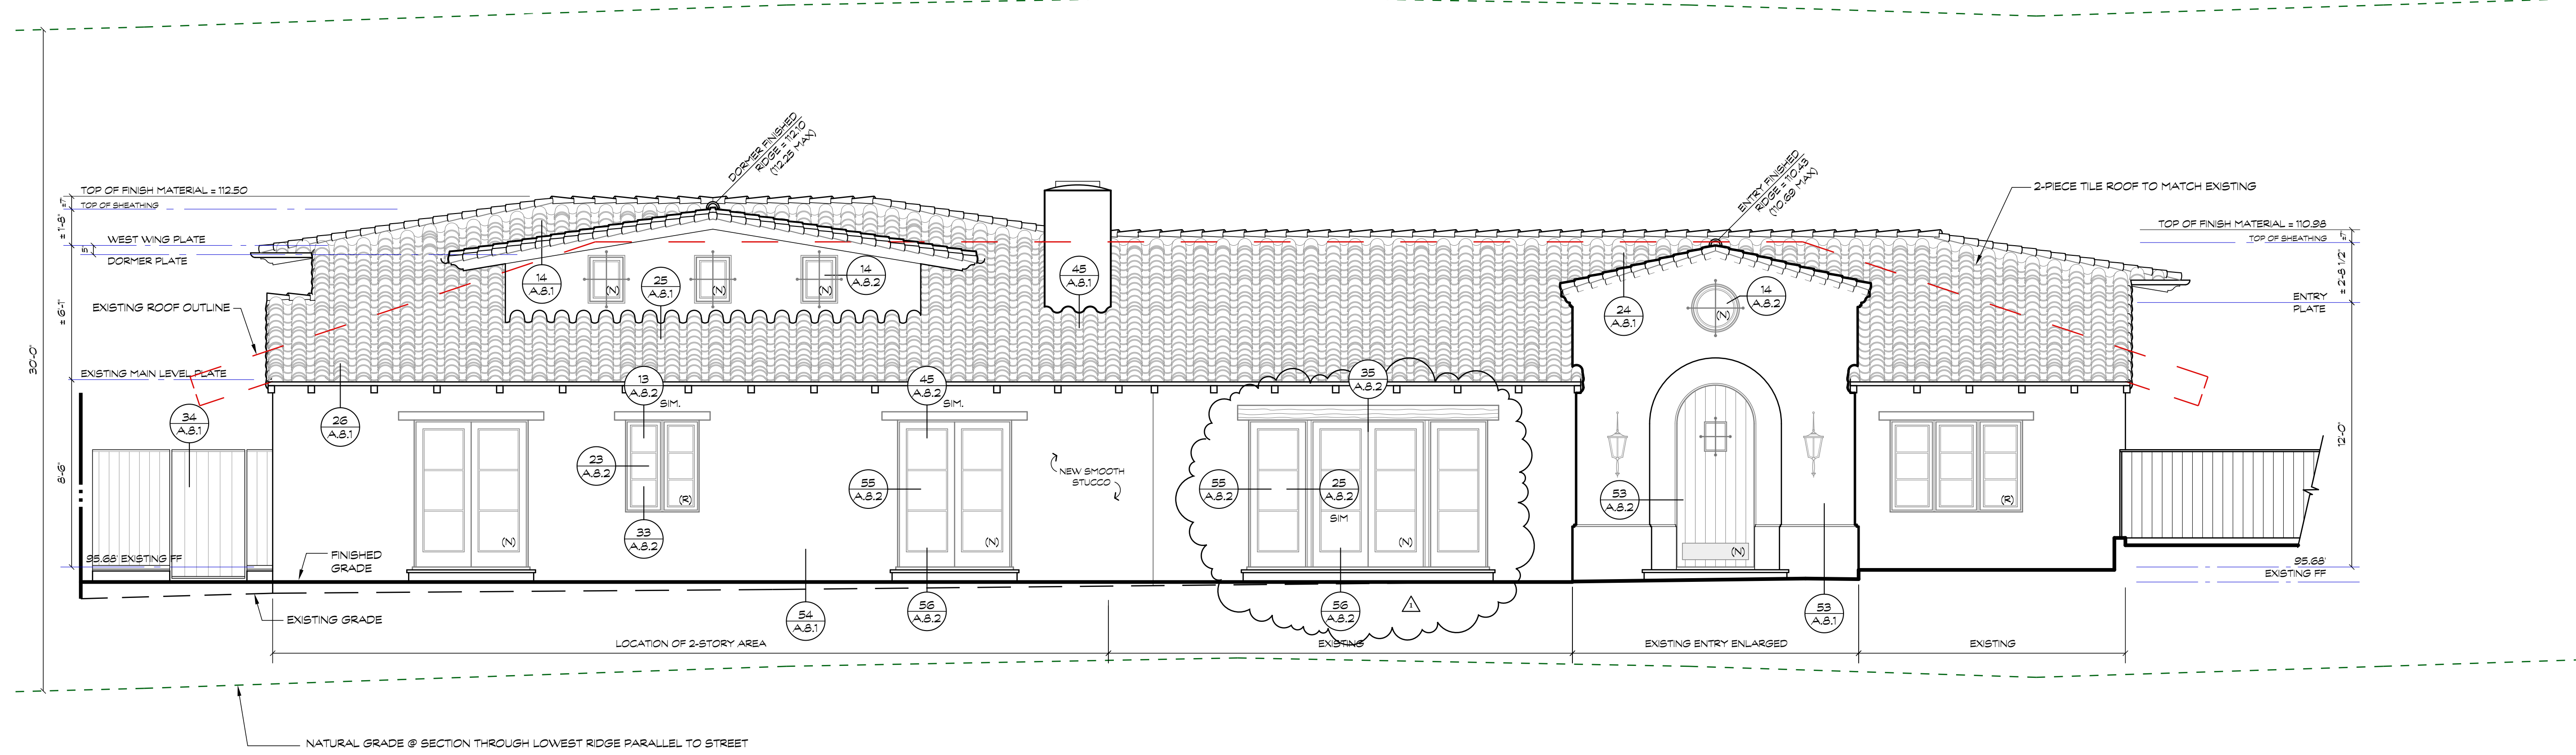 DORMER FINISHED
RIDGE = 112.10
(112.25 MAX)
ENTRY FINISHED
RIDGE = 110.43
(110.69 MAX)
2-PIECE TILE ROOF TO MATCH EXISTING
TOP OF FINISH MATERIAL = 112.50
TOP OF SHEATHING
±7"
± 1'-8"
WEST WING PLATE
5"
DORMER PLATE
± 6'-1"
EXISTING ROOF OUTLINE
30'-0"
EXISTING MAIN LEVEL PLATE
8'-6"
TOP OF FINISH MATERIAL = 110.98
TOP OF SHEATHING
± 2'-8 1/2"
ENTRY
PLATE
12'-0"
14
A.8.1
25
A.8.1
14
A.8.2
(N)
(N)
(N)
45
A.8.1
24
A.8.1
14
A.8.2
(N)
34
A.8.1
26
A.8.1
13
A.8.2
SIM.
45
A.8.2
SIM.
35
A.8.2
23
A.8.2
(R)
33
A.8.2
55
A.8.2
NEW SMOOTH
STUCCO
55
A.8.2
25
A.8.2
SIM
53
A.8.2
(R)
(N)
(N)
(N)
(N)
95.68' EXISTING FF
FINISHED
GRADE
95.68'
EXISTING FF
EXISTING GRADE
54
A.8.1
56
A.8.2
56
A.8.2
1
53
A.8.1
LOCATION OF 2-STORY AREA
EXISTING
EXISTING ENTRY ENLARGED
EXISTING
NATURAL GRADE @ SECTION THROUGH LOWEST RIDGE PARALLEL TO STREET